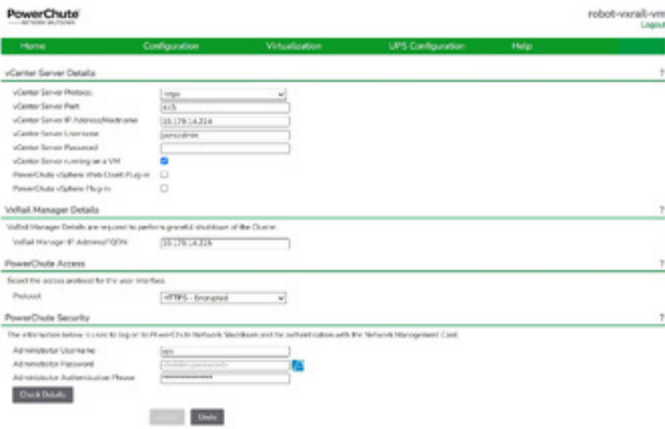 PowerChute
NETWORK SHUTDOWN
robot-vxrail-vm
Logout
Home Configuration Virtualization UPS Configuration Help
vCenter Server Details ?
vCenter Server Protocol https
vCenter Server Port 443
vCenter Server IP Address/Hostname
vCenter Server Username
vCenter Server Password
vCenter Server running on a VM
PowerChute vSphere Web Client Plug-in
PowerChute vSphere Plug-in
VxRail Manager Details ?
VxRail Manager Details are required to perform graceful shutdown of the Cluster.
VxRail Manager IP Address/FQDN
PowerChute Access ?
Select the access protocol for the user interface.
Protocol HTTPS - Encrypted
PowerChute Security ?
The information below is used to log on to PowerChute Network Shutdown and for authentication with the Network Management Card.
Administrator Username apc
Administrator Password
Administrator Authentication Phrase
Check Details
Undo